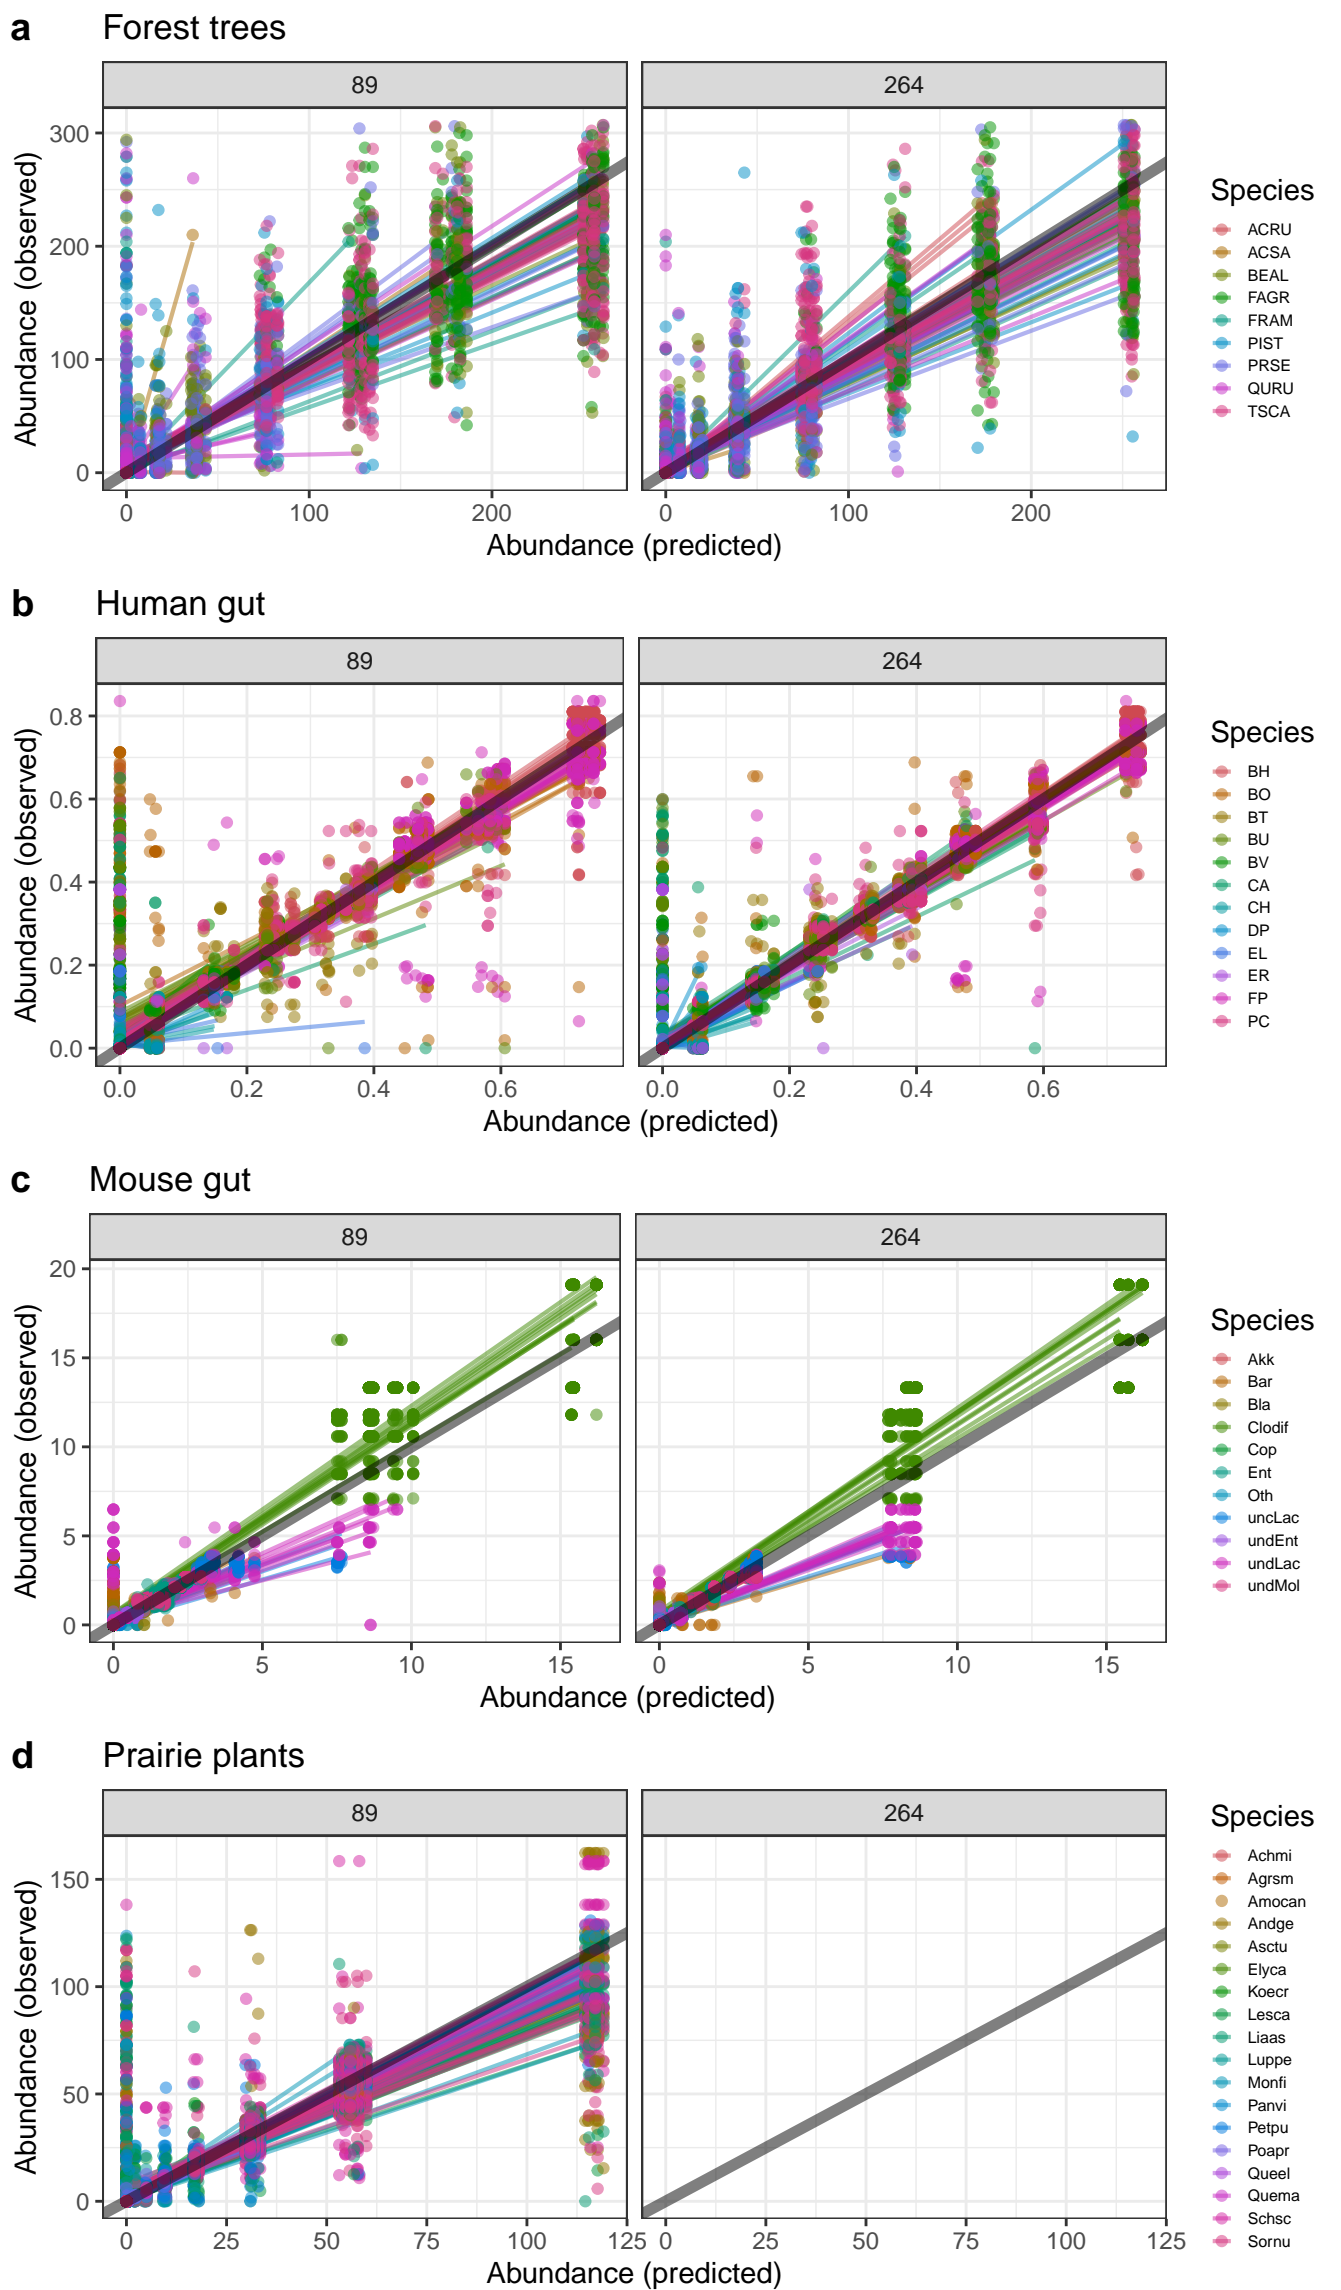 a Forest trees
89 264
300
200
100
0
0 100 200 0 100 200
Abundance (observed)
Abundance (predicted)
Species
ACRU
ACSA
BEAL
FAGR
FRAM
PIST
PRSE
QURU
TSCA
b Human gut
89 264
0.8
0.6
0.4
0.2
0.0
0.0 0.2 0.4 0.6 0.0 0.2 0.4 0.6
Abundance (observed)
Abundance (predicted)
Species
BH
BO
BT
BU
BV
CA
CH
DP
EL
ER
FP
PC
c Mouse gut
89 264
20
15
10
5
0
0 5 10 15 0 5 10 15
Abundance (observed)
Abundance (predicted)
Species
Akk
Bar
Bla
Clodif
Cop
Ent
Oth
uncLac
undEnt
undLac
undMol
d Prairie plants
89 264
150
100
50
0
0 25 50 75 100 125 0 25 50 75 100 125
Abundance (observed)
Abundance (predicted)
Species
Achmi
Agrsm
Amocan
Andge
Asctu
Elyca
Koecr
Lesca
Liaas
Luppe
Monfi
Panvi
Petpu
Poapr
Queel
Quema
Schsc
Sornu